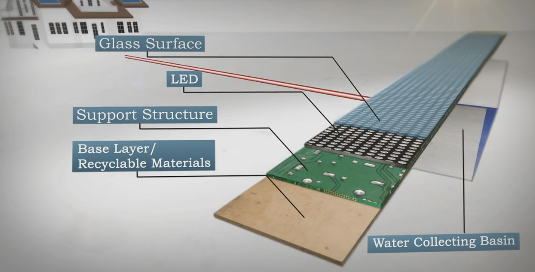 Glass Surface
LED
Support Structure
Base Layer/
Recyclable Materials
Water Collecting Basin